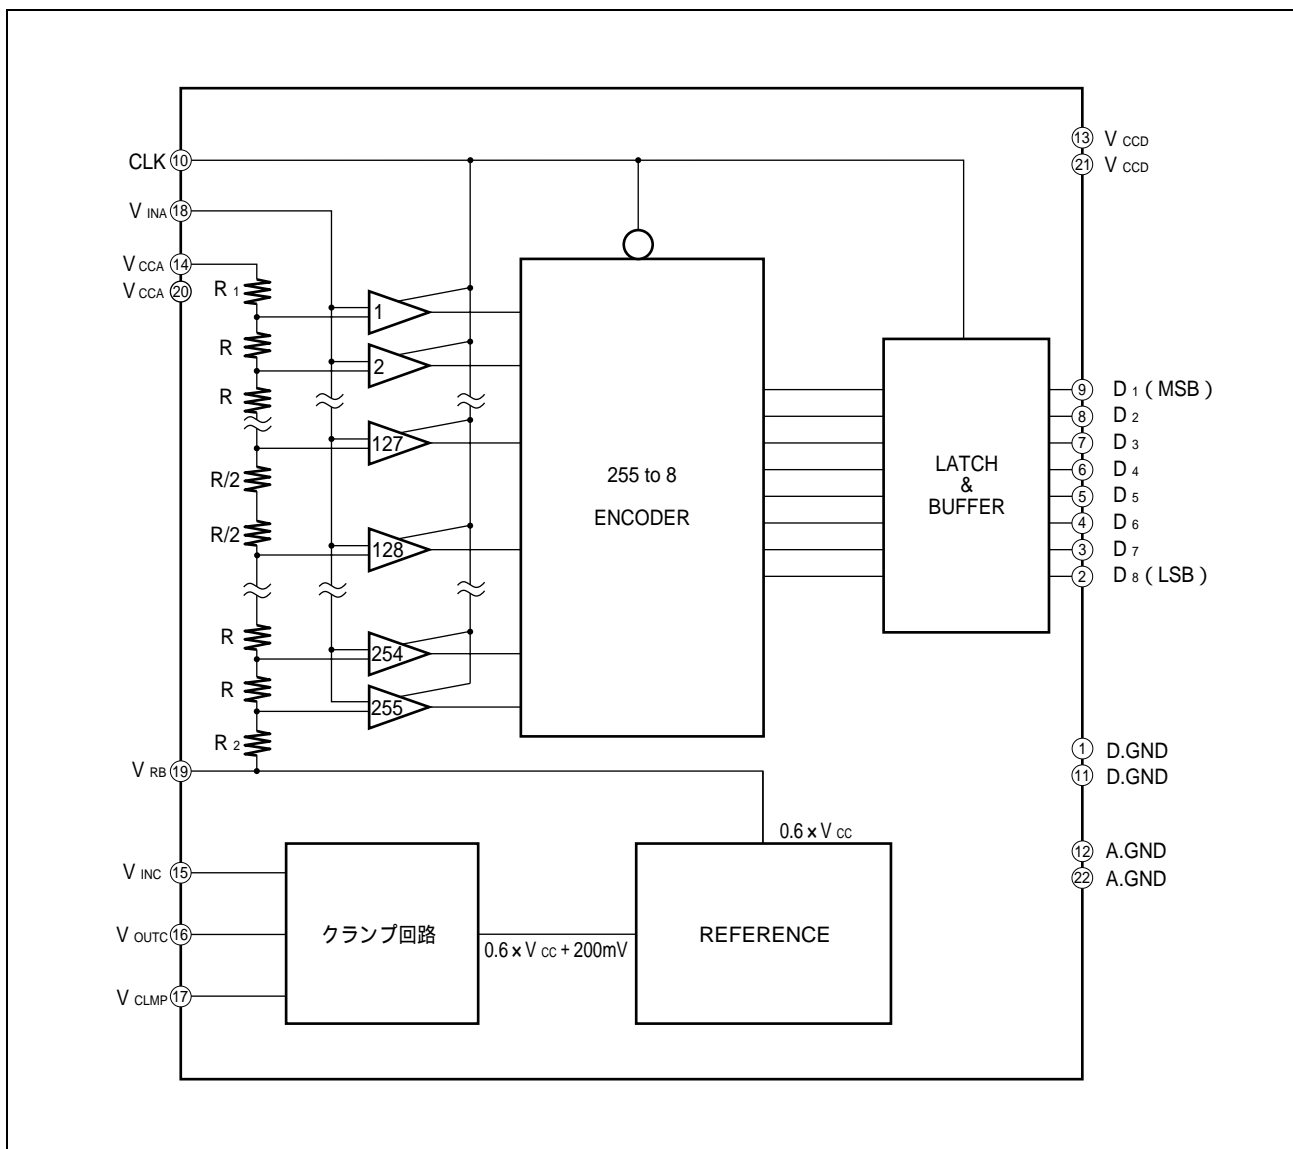 CLK 10
V INA 18
V CCA 14
V CCA 20
R 1
R
R
R/2
R/2
R
R
R 2
V RB 19
1
2
127
128
254
255
255 to 8
ENCODER
LATCH
&
BUFFER
13 V CCD
21 V CCD
9 D 1 ( MSB )
8 D 2
7 D 3
6 D 4
5 D 5
4 D 6
3 D 7
2 D 8 ( LSB )
1 D.GND
11 D.GND
12 A.GND
22 A.GND
V INC 15
V OUTC 16
V CLMP 17
クランプ回路
0.6 × V CC + 200mV
REFERENCE
0.6 × V CC